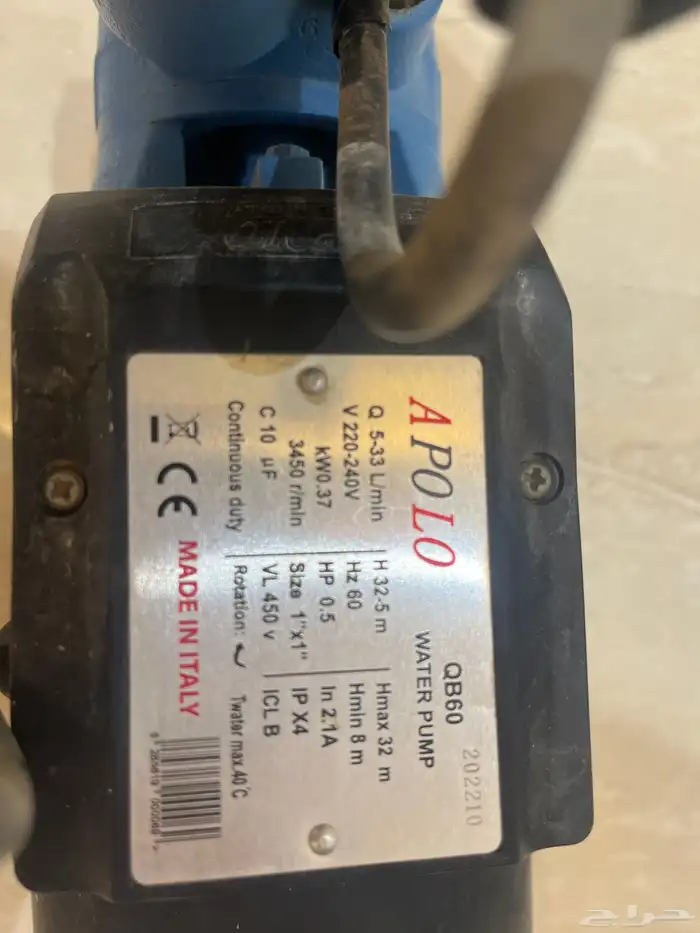 APOLO
QB60
WATER PUMP
202210
Q 5-33 L/min H 32-5 m Hmax 32 m
V 220-240V Hz 60 Hmin 8 m
kW0.37 HP 0.5 In 2.1A
3450 r/min Size 1"x1" IP X4
C 10 µF VL 450 v ICL B
Continuous duty Rotation: Twater max.40℃
CE MADE IN ITALY
حراج